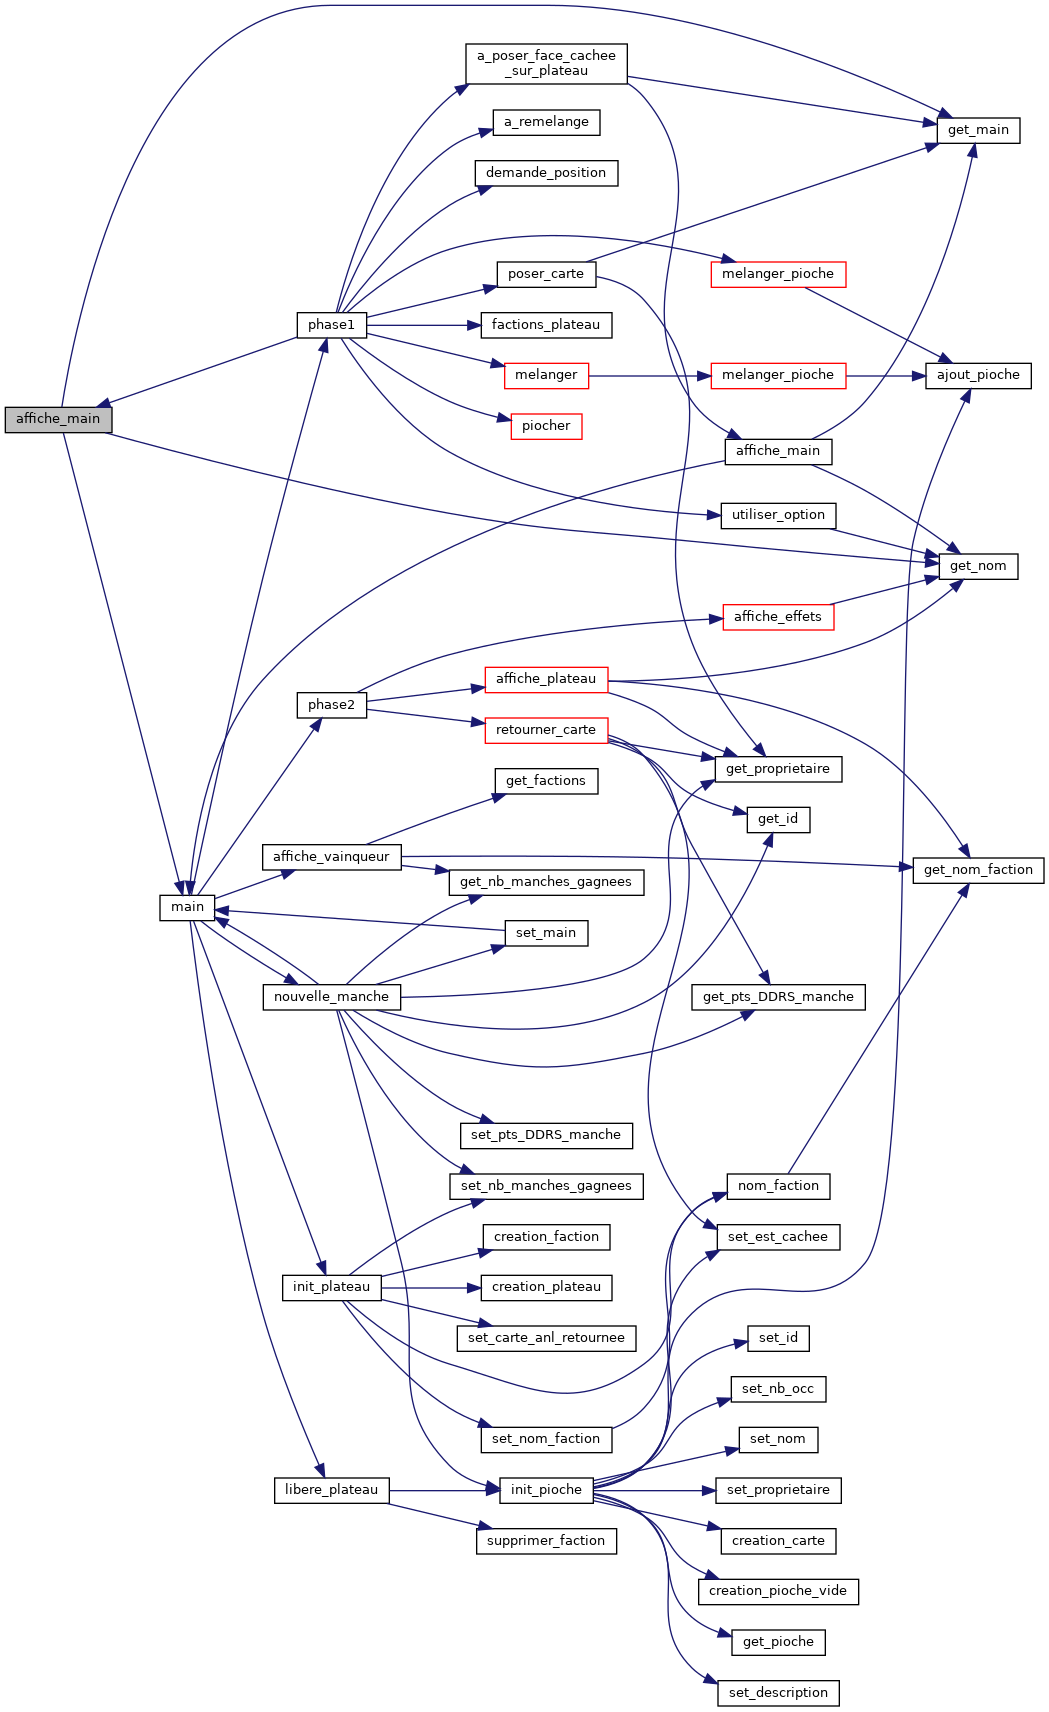 a_poser_face_cachee
_sur_plateau
a_remelange
get_main
demande_position
poser_carte
melanger_pioche
phase1
factions_plateau
melanger
melanger_pioche
ajout_pioche
affiche_main
piocher
affiche_main
utiliser_option
get_nom
affiche_effets
affiche_plateau
phase2
retourner_carte
get_proprietaire
get_factions
get_id
affiche_vainqueur
get_nom_faction
get_nb_manches_gagnees
main
set_main
nouvelle_manche
get_pts_DDRS_manche
set_pts_DDRS_manche
set_nb_manches_gagnees
nom_faction
creation_faction
set_est_cachee
init_plateau
creation_plateau
set_carte_anl_retournee
set_id
set_nb_occ
set_nom_faction
set_nom
libere_plateau
init_pioche
set_proprietaire
supprimer_faction
creation_carte
creation_pioche_vide
get_pioche
set_description